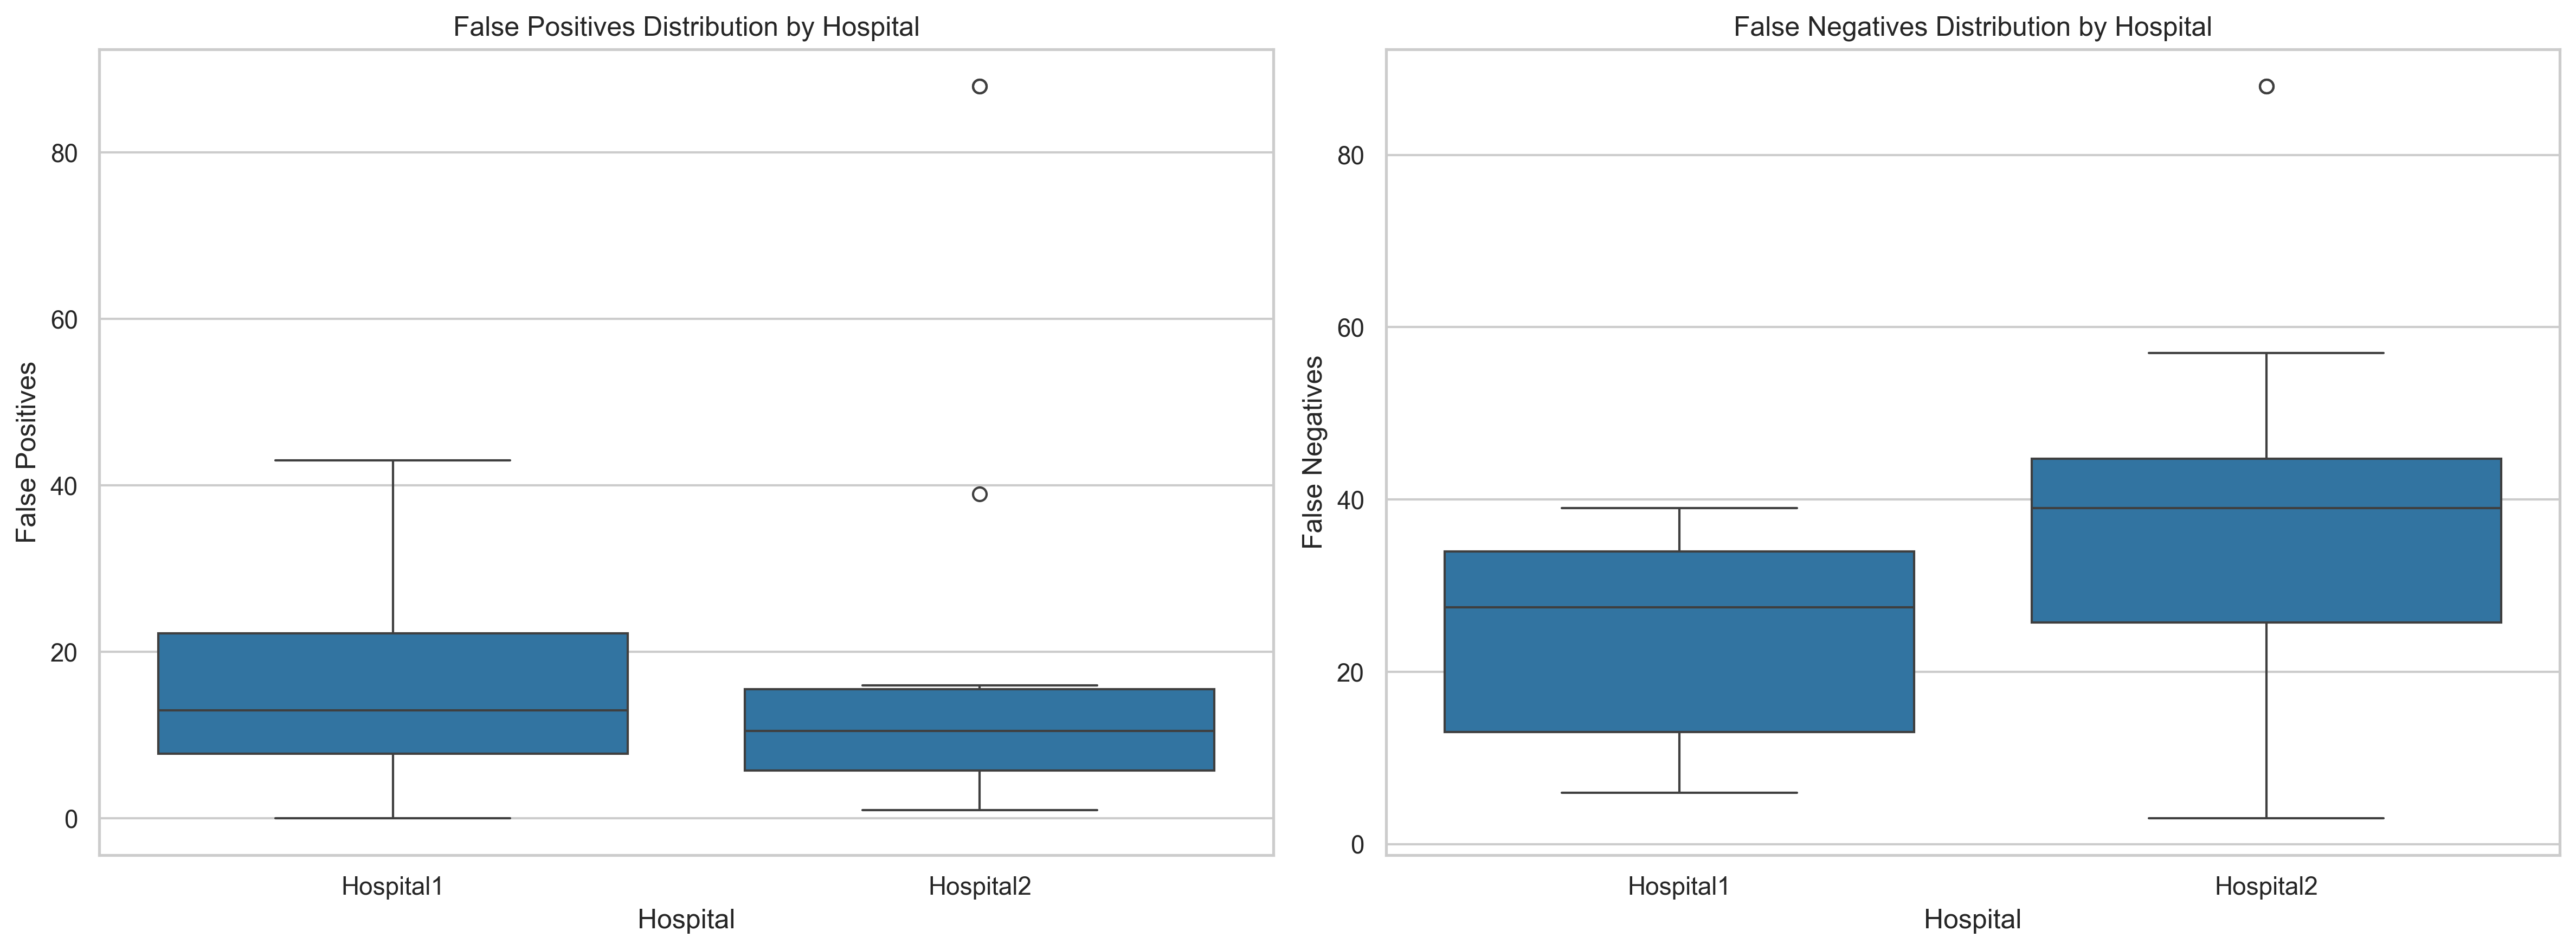 False Positives Distribution by Hospital
False Positives
80
60
40
20
0
Hospital1
Hospital2
Hospital
False Negatives Distribution by Hospital
False Negatives
80
60
40
20
0
Hospital1
Hospital2
Hospital